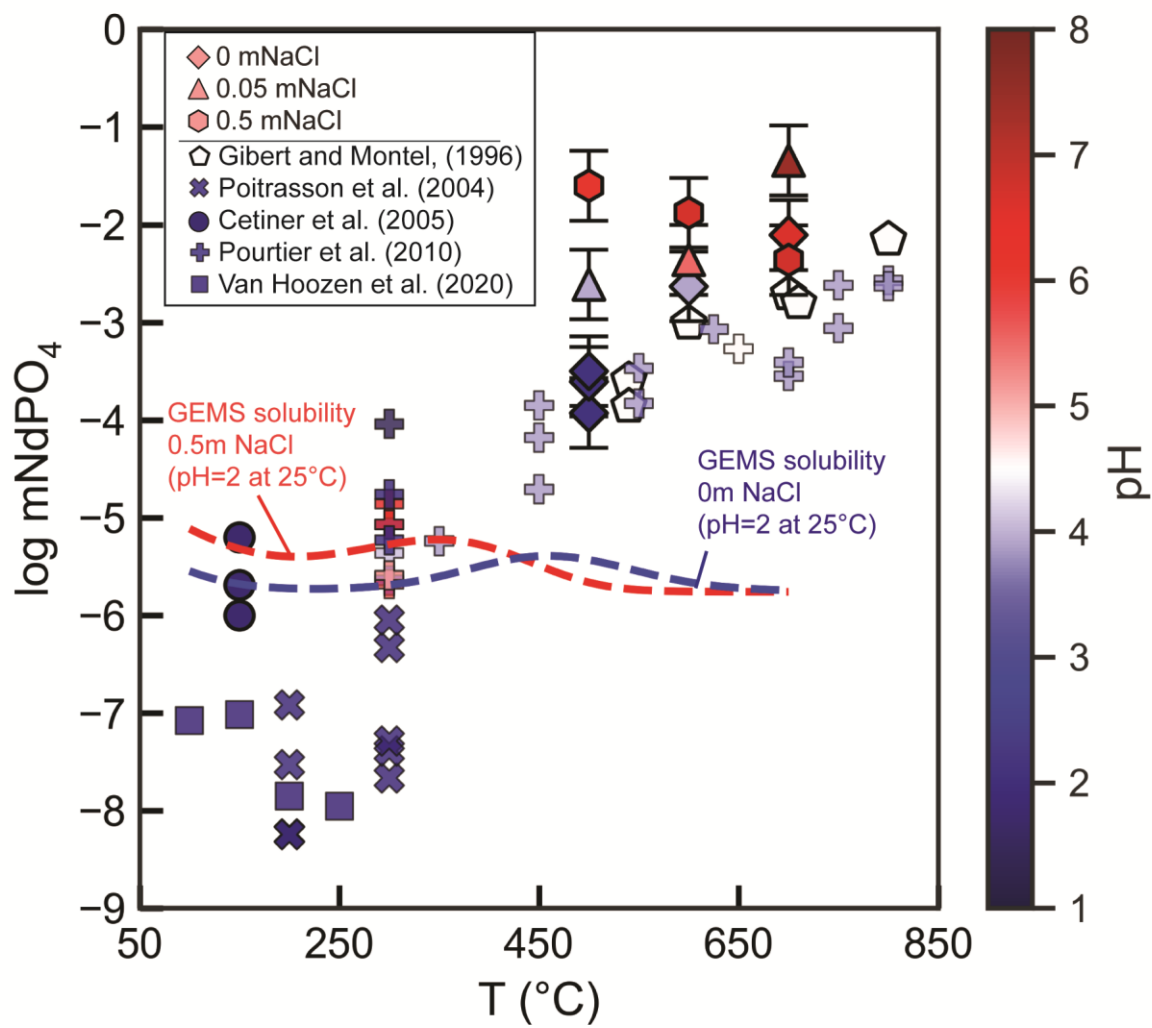 0
−1
−2
−3
−4
−5
−6
−7
−8
−9
log mNdPO4
0 mNaCl
0.05 mNaCl
0.5 mNaCl
Gibert and Montel, (1996)
Poitrasson et al. (2004)
Cetiner et al. (2005)
Pourtier et al. (2010)
Van Hoozen et al. (2020)
GEMS solubility
0.5m NaCl
(pH=2 at 25°C)
GEMS solubility
0m NaCl
(pH=2 at 25°C)
50
250
450
650
850
T (°C)
8
7
6
5
4
3
2
1
pH